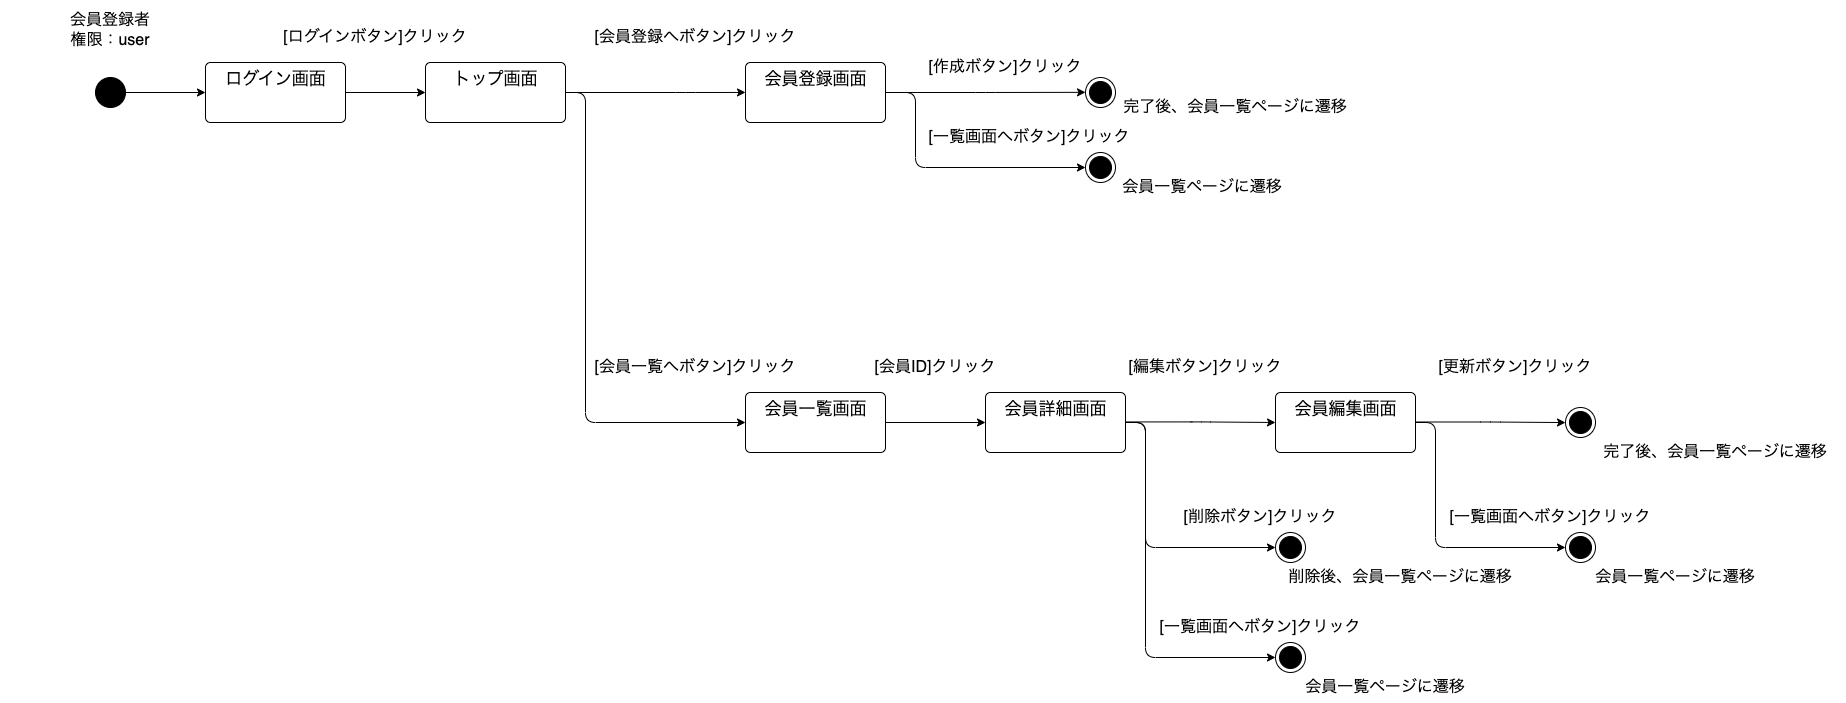 会員登録者
権限：user
[ログインボタン]クリック
[会員登録へボタン]クリック
ログイン画面
トップ画面
会員登録画面
[作成ボタン]クリック
完了後、会員一覧ページに遷移
[一覧画面へボタン]クリック
会員一覧ページに遷移
[会員一覧へボタン]クリック
[会員ID]クリック
[編集ボタン]クリック
[更新ボタン]クリック
会員一覧画面
会員詳細画面
会員編集画面
完了後、会員一覧ページに遷移
[削除ボタン]クリック
[一覧画面へボタン]クリック
削除後、会員一覧ページに遷移
会員一覧ページに遷移
[一覧画面へボタン]クリック
会員一覧ページに遷移